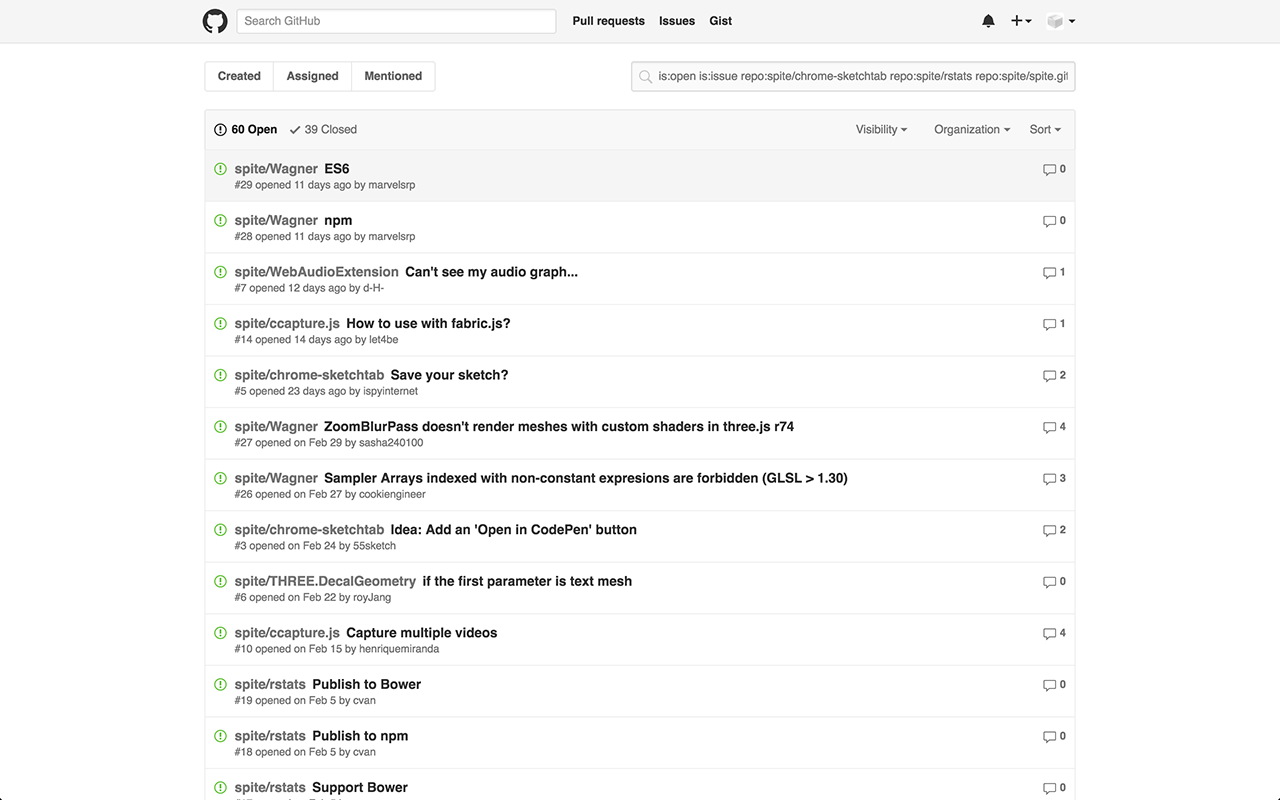 Search GitHub Pull requests Issues Gist
Created Assigned Mentioned is:open is:issue repo:spite/chrome-sketchtab repo:spite/rstats repo:spite/spite.git
60 Open 39 Closed Visibility Organization Sort
spite/Wagner ES6 0
#29 opened 11 days ago by marvelsrp
spite/Wagner npm 0
#28 opened 11 days ago by marvelsrp
spite/WebAudioExtension Can't see my audio graph... 1
#7 opened 12 days ago by d-H-
spite/ccapture.js How to use with fabric.js? 1
#14 opened 14 days ago by let4be
spite/chrome-sketchtab Save your sketch? 2
#5 opened 23 days ago by ispyinternet
spite/Wagner ZoomBlurPass doesn't render meshes with custom shaders in three.js r74 4
#27 opened on Feb 29 by sasha240100
spite/Wagner Sampler Arrays indexed with non-constant expresions are forbidden (GLSL > 1.30) 3
#26 opened on Feb 27 by cookiengineer
spite/chrome-sketchtab Idea: Add an 'Open in CodePen' button 2
#3 opened on Feb 24 by 55sketch
spite/THREE.DecalGeometry if the first parameter is text mesh 0
#6 opened on Feb 22 by royJang
spite/ccapture.js Capture multiple videos 4
#10 opened on Feb 15 by henriquemiranda
spite/rstats Publish to Bower 0
#19 opened on Feb 5 by cvan
spite/rstats Publish to npm 0
#18 opened on Feb 5 by cvan
spite/rstats Support Bower 0